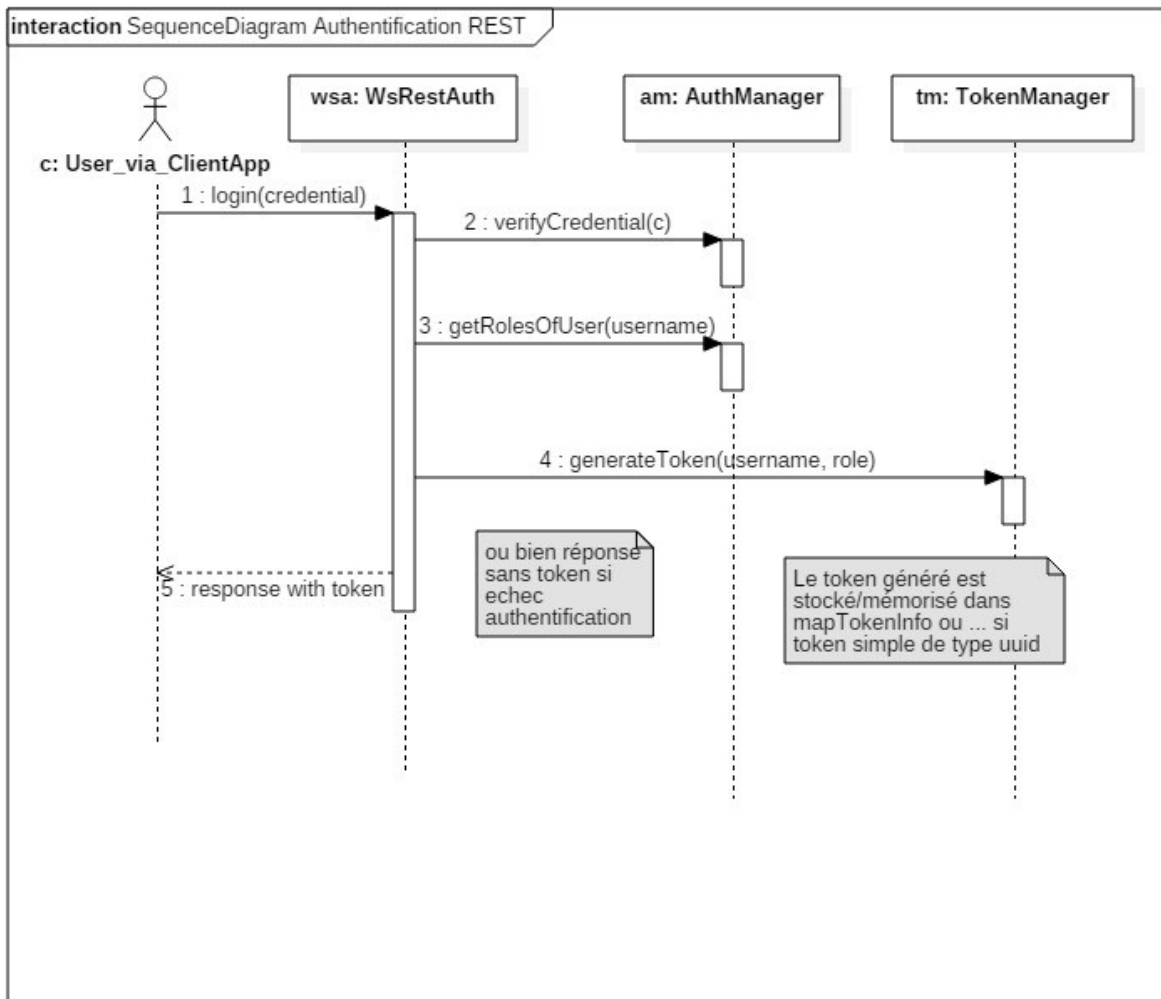 interaction SequenceDiagram Authentification REST
wsa: WsRestAuth
am: AuthManager
tm: TokenManager
c: User_via_ClientApp
1 : login(credential)
2 : verifyCredential(c)
3 : getRolesOfUser(username)
4 : generateToken(username, role)
5 : response with token
ou bien réponse
sans token si
echec
authentification
Le token généré est
stocké/mémorisé dans
mapTokenInfo ou ... si
token simple de type uuid